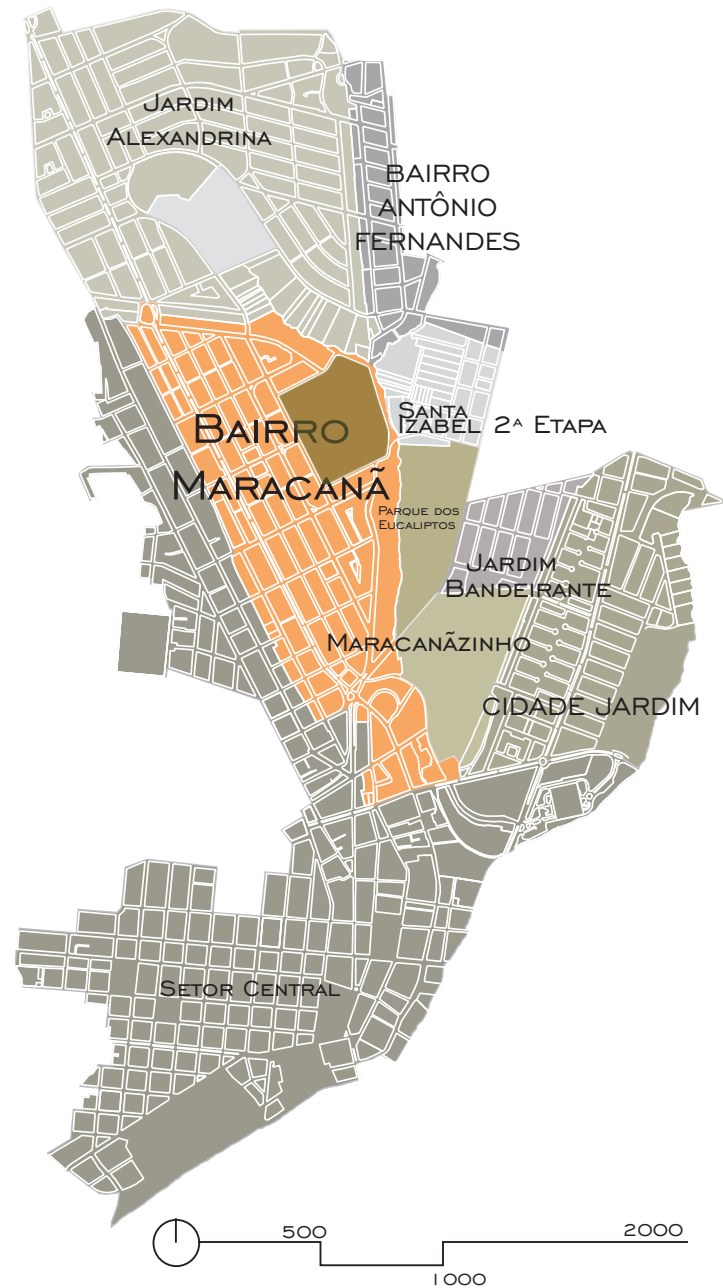 Jardim
Alexandrina
BAIRRO
ANTÔNIO
FERNANDES
Santa
Izabel 2ª Etapa
Bairro
Maracanã
Parque dos
Eucaliptos
Jardim
Bandeirante
Maracanãzinho
CIDADE JARDIM
Setor Central
500
2000
1000